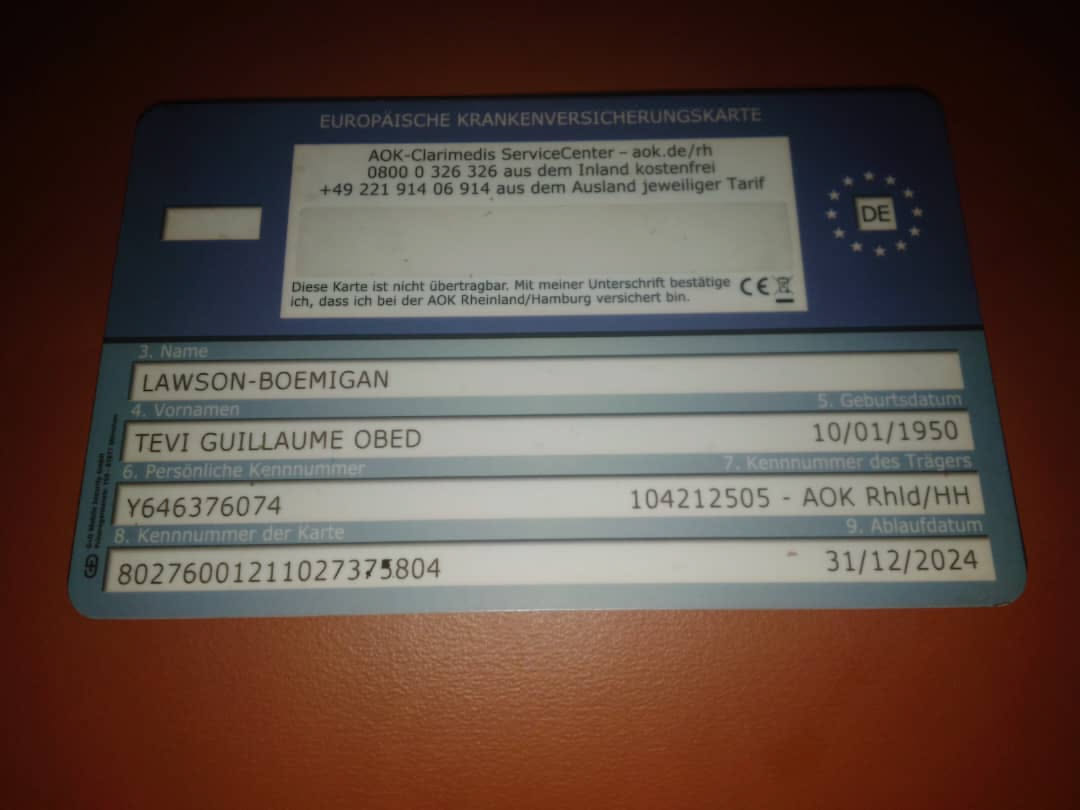 EUROPÄISCHE KRANKENVERSICHERUNGSKARTE
AOK-Clarimedis ServiceCenter – aok.de/rh
0800 0 326 326 aus dem Inland kostenfrei
+49 221 914 06 914 aus dem Ausland jeweiliger Tarif
DE
Diese Karte ist nicht übertragbar. Mit meiner Unterschrift bestätige
ich, dass ich bei der AOK Rheinland/Hamburg versichert bin.
CE
3. Name
LAWSON-BOEMIGAN
4. Vornamen 5. Geburtsdatum
TEVI GUILLAUME OBED 10/01/1950
6. Persönliche Kennnummer 7. Kennnummer des Trägers
Y646376074 104212505 - AOK Rhld/HH
8. Kennnummer der Karte 9. Ablaufdatum
80276001211027375804 31/12/2024